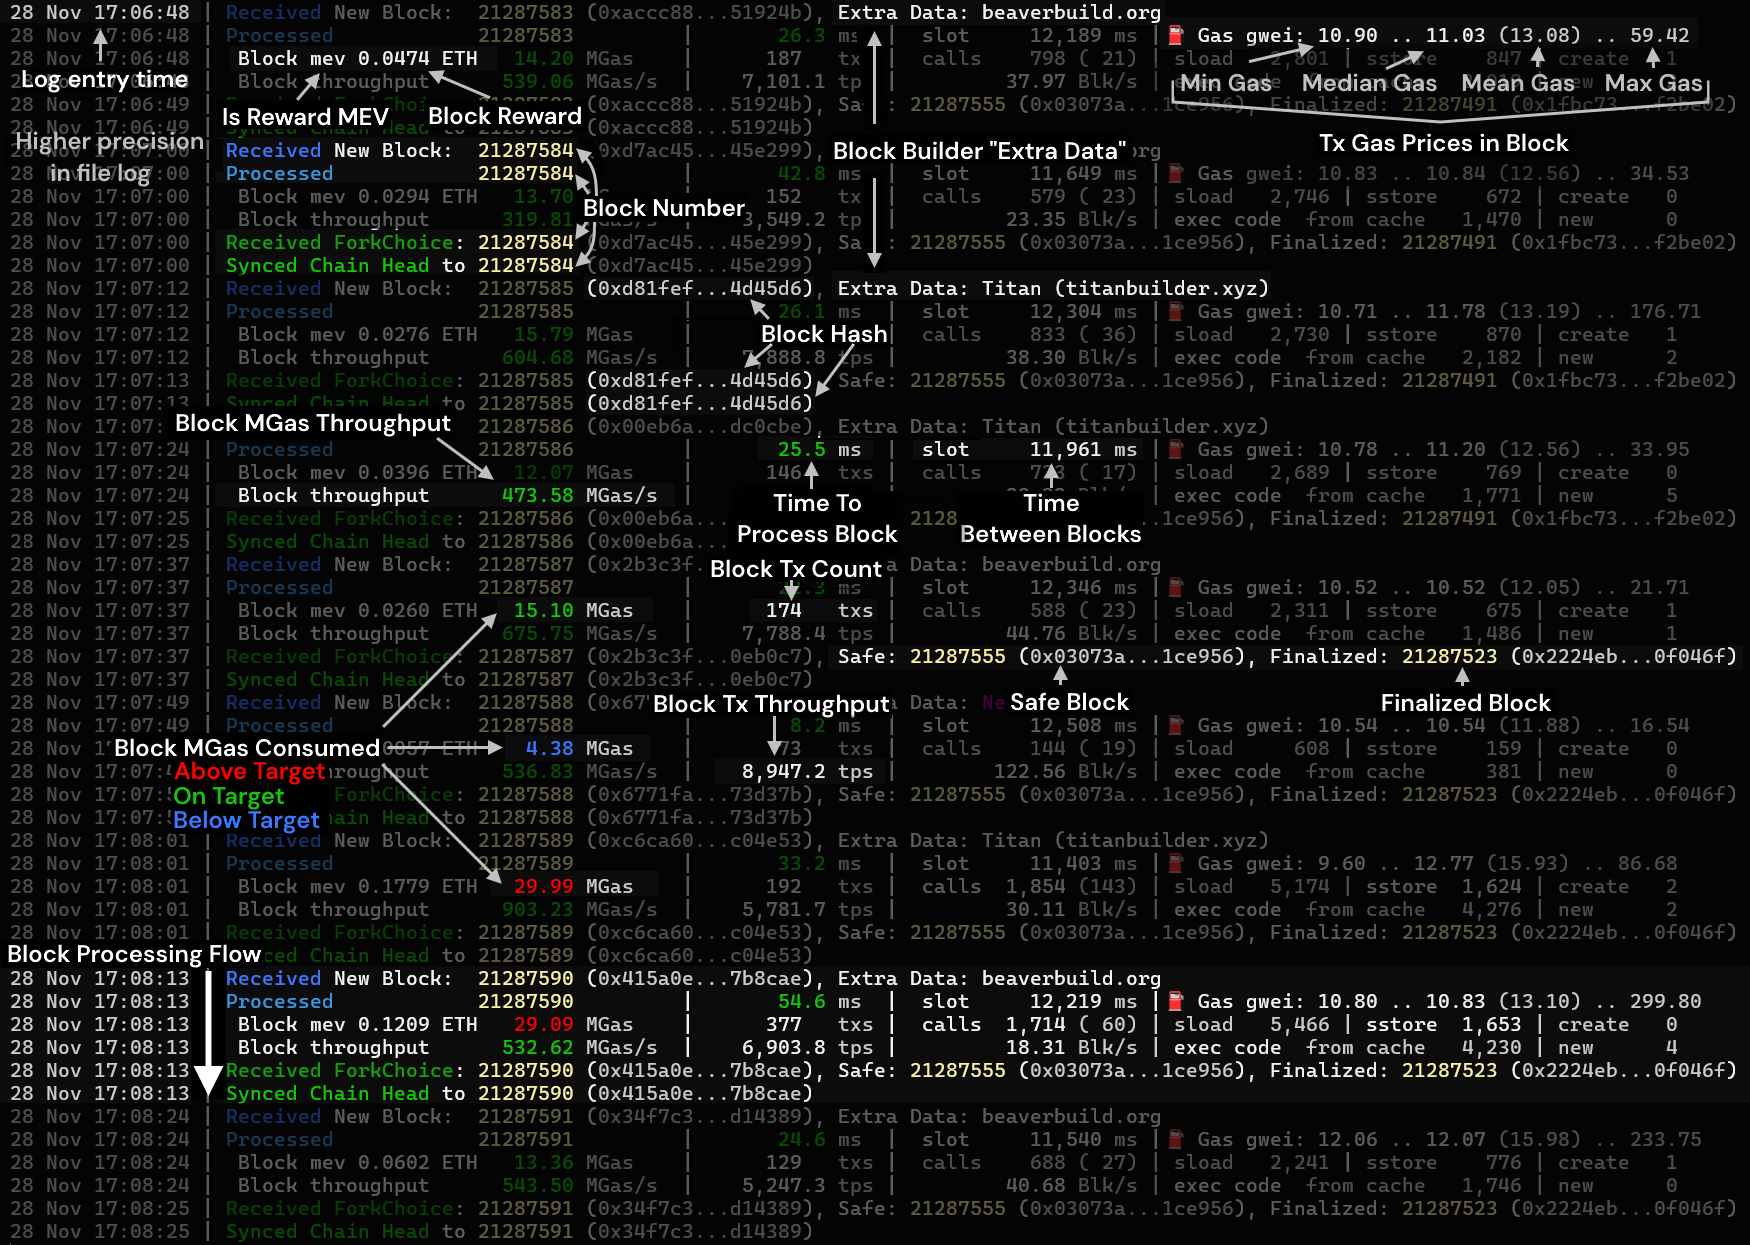 28 Nov 17:06:48 | Received New Block: 21287583 (0xaccc88...51924b), Extra Data: beaverbuild.org
28 Nov 17:06:48 | Processed 21287583 | 26.3 ms | slot 12,189 ms | Gas gwei: 10.90 .. 11.03 (13.08) .. 59.42
Block mev 0.0474 ETH 14.20 MGas | 187 tx | calls 798 ( 21) | 2,801 | sstore 847 | create 1
Log entry time
Block throughput 539.06 MGas/s | 7,101.1 tp | 37.97 Blk/s
Min Gas Median Gas Mean Gas Max Gas
28 Nov 17:06:49 | (0xaccc88...51924b), Sa 21287555 (0x03073a...1ce956), Finalized: (0x1fbc73...f2be02)
Is Reward MEV Block Reward
28 Nov 17:06:49 | Synced Chain Head to (0xaccc88...51924b)
Higher precision
in file log
Tx Gas Prices in Block
28 Nov 17:07:00 | Received New Block: 21287584 (0xd7ac45...45e299),
Block Builder "Extra Data"
28 Nov 17:07:00 | Processed 21287584 | 42.8 ms | slot 11,649 ms | Gas gwei: 10.83 .. 10.84 (12.56) .. 34.53
28 Nov 17:07:00 | Block mev 0.0294 ETH 13.70 152 tx | calls 579 ( 23) | sload 2,746 | sstore 672 | create 0
Block Number
28 Nov 17:07:00 | Block throughput 319.81 3,549.2 tp | 23.35 Blk/s | exec code from cache 1,470 | new 0
28 Nov 17:07:00 | Received ForkChoice: 21287584 (0xd7ac45...45e299), Sa 21287555 (0x03073a...1ce956), Finalized: 21287491 (0x1fbc73...f2be02)
28 Nov 17:07:00 | Synced Chain Head to 21287584 (0xd7ac45...45e299)
28 Nov 17:07:12 | Received New Block: 21287585 (0xd81fef...4d45d6), Extra Data: Titan (titanbuilder.xyz)
28 Nov 17:07:12 | Processed 21287585 | 26.1 ms | slot 12,304 ms | Gas gwei: 10.71 .. 11.78 (13.19) .. 176.71
28 Nov 17:07:12 | Block mev 0.0276 ETH 15.79 MGas | calls 833 ( 36) | sload 2,730 | sstore 870 | create 1
Block Hash
28 Nov 17:07:12 | Block throughput 604.68 MGas/s | 7,888.8 tps | 38.30 Blk/s | exec code from cache 2,182 | new 2
28 Nov 17:07:13 | Received ForkChoice: 21287585 (0xd81fef...4d45d6) Safe: 21287555 (0x03073a...1ce956), Finalized: 21287491 (0x1fbc73...f2be02)
28 Nov 17:07:13 | Synced Chain Head to 21287585 (0xd81fef...4d45d6)
Block MGas Throughput
21287586 (0x00eb6a...dc0cbe), Extra Data: Titan (titanbuilder.xyz)
28 Nov 17:07:24 | Processed 21287586 | 25.5 ms | slot 11,961 ms | Gas gwei: 10.78 .. 11.20 (12.56) .. 33.95
28 Nov 17:07:24 | Block mev 0.0396 ETH 12.07 MGas | 146 txs | calls ( 17) | sload 2,689 | sstore 769 | create 0
28 Nov 17:07:24 | Block throughput 473.58 MGas/s | exec code from cache 1,771 | new 5
Time To
Process Block
Time
Between Blocks
28 Nov 17:07:25 | Received ForkChoice: 21287586 (0x00eb6a... 1ce956), Finalized: 21287491 (0x1fbc73...f2be02)
28 Nov 17:07:25 | Synced Chain Head to 21287586 (0x00eb6a...
28 Nov 17:07:37 | Received New Block: 21287587 (0x2b3c3f... a Data: beaverbuild.org
Block Tx Count
28 Nov 17:07:37 | Processed 21287587 | ms | slot 12,346 ms | Gas gwei: 10.52 .. 10.52 (12.05) .. 21.71
28 Nov 17:07:37 | Block mev 0.0260 ETH 15.10 MGas | 174 txs | calls 588 ( 23) | sload 2,311 | sstore 675 | create 1
28 Nov 17:07:37 | Block throughput 675.75 MGas/s | 7,788.4 tps | 44.76 Blk/s | exec code from cache 1,486 | new 1
28 Nov 17:07:37 | Received ForkChoice: 21287587 (0x2b3c3f...0eb0c7), Safe: 21287555 (0x03073a...1ce956), Finalized: 21287523 (0x2224eb...0f046f)
28 Nov 17:07:37 | Synced Chain Head to 21287587 (0x2b3c3f...0eb0c7)
28 Nov 17:07:49 | Received New Block: 21287588 (0x67 a Data: Ne
Block Tx Throughput
Safe Block
Finalized Block
28 Nov 17:07:49 | Processed 21287588 | 8.2 ms | slot 12,508 ms | Gas gwei: 10.54 .. 10.54 (11.88) .. 16.54
Block MGas Consumed
28 Nov 0057 ETH 4.38 MGas | 73 txs | calls 144 ( 19) | sload 608 | sstore 159 | create 0
Above Target
28 Nov 17:07:4 throughput 536.83 MGas/s | 8,947.2 tps | 122.56 Blk/s | exec code from cache 381 | new 0
On Target
28 Nov 17:07: ForkChoice: 21287588 (0x6771fa...73d37b), Safe: 21287555 (0x03073a...1ce956), Finalized: 21287523 (0x2224eb...0f046f)
Below Target
28 Nov 17:07: ain Head to 21287588 (0x6771fa...73d37b)
28 Nov 17:08:01 | Received New Block: 21287589 (0xc6ca60...c04e53), Extra Data: Titan (titanbuilder.xyz)
28 Nov 17:08:01 | Processed 21287589 | 33.2 ms | slot 11,403 ms | Gas gwei: 9.60 .. 12.77 (15.93) .. 86.68
28 Nov 17:08:01 | Block mev 0.1779 ETH 29.99 MGas | 192 txs | calls 1,854 (143) | sload 5,174 | sstore 1,624 | create 2
28 Nov 17:08:01 | Block throughput 903.23 MGas/s | 5,781.7 tps | 30.11 Blk/s | exec code from cache 4,276 | new 2
28 Nov 17:08:01 | Received ForkChoice: 21287589 (0xc6ca60...c04e53), Safe: 21287555 (0x03073a...1ce956), Finalized: 21287523 (0x2224eb...0f046f)
Block Processing Flow
ced Chain Head to 21287589 (0xc6ca60...c04e53)
28 Nov 17:08:13 Received New Block: 21287590 (0x415a0e...7b8cae), Extra Data: beaverbuild.org
28 Nov 17:08:13 Processed 21287590 | 54.6 ms | slot 12,219 ms | Gas gwei: 10.80 .. 10.83 (13.10) .. 299.80
28 Nov 17:08:13 Block mev 0.1209 ETH 29.09 MGas | 377 txs | calls 1,714 ( 60) | sload 5,466 | sstore 1,653 | create 0
28 Nov 17:08:13 Block throughput 532.62 MGas/s | 6,903.8 tps | 18.31 Blk/s | exec code from cache 4,230 | new 4
28 Nov 17:08:13 Received ForkChoice: 21287590 (0x415a0e...7b8cae), Safe: 21287555 (0x03073a...1ce956), Finalized: 21287523 (0x2224eb...0f046f)
28 Nov 17:08:13 Synced Chain Head to 21287590 (0x415a0e...7b8cae)
28 Nov 17:08:24 | Received New Block: 21287591 (0x34f7c3...d14389), Extra Data: beaverbuild.org
28 Nov 17:08:24 | Processed 21287591 | 24.6 ms | slot 11,540 ms | Gas gwei: 12.06 .. 12.07 (15.98) .. 233.75
28 Nov 17:08:24 | Block mev 0.0602 ETH 13.36 MGas | 129 txs | calls 688 ( 27) | sload 2,241 | sstore 776 | create 1
28 Nov 17:08:24 | Block throughput 543.50 MGas/s | 5,247.3 tps | 40.68 Blk/s | exec code from cache 1,746 | new 0
28 Nov 17:08:25 | Received ForkChoice: 21287591 (0x34f7c3...d14389), Safe: 21287555 (0x03073a...1ce956), Finalized: 21287523 (0x2224eb...0f046f)
28 Nov 17:08:25 | Synced Chain Head to 21287591 (0x34f7c3...d14389)